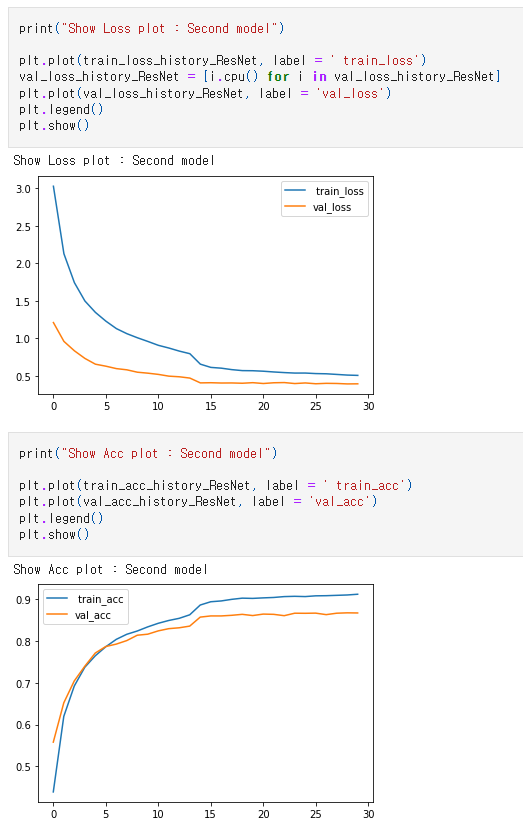 print("Show Loss plot : Second model")
plt.plot(train_loss_history_ResNet, label = ' train_loss')
val_loss_history_ResNet = [i.cpu() for i in val_loss_history_ResNet]
plt.plot(val_loss_history_ResNet, label = 'val_loss')
plt.legend()
plt.show()
Show Loss plot : Second model
train_loss
val_loss
3.0
2.5
2.0
1.5
1.0
0.5
0 5 10 15 20 25 30
print("Show Acc plot : Second model")
plt.plot(train_acc_history_ResNet, label = ' train_acc')
plt.plot(val_acc_history_ResNet, label = 'val_acc')
plt.legend()
plt.show()
Show Acc plot : Second model
train_acc
val_acc
0.9
0.8
0.7
0.6
0.5
0 5 10 15 20 25 30